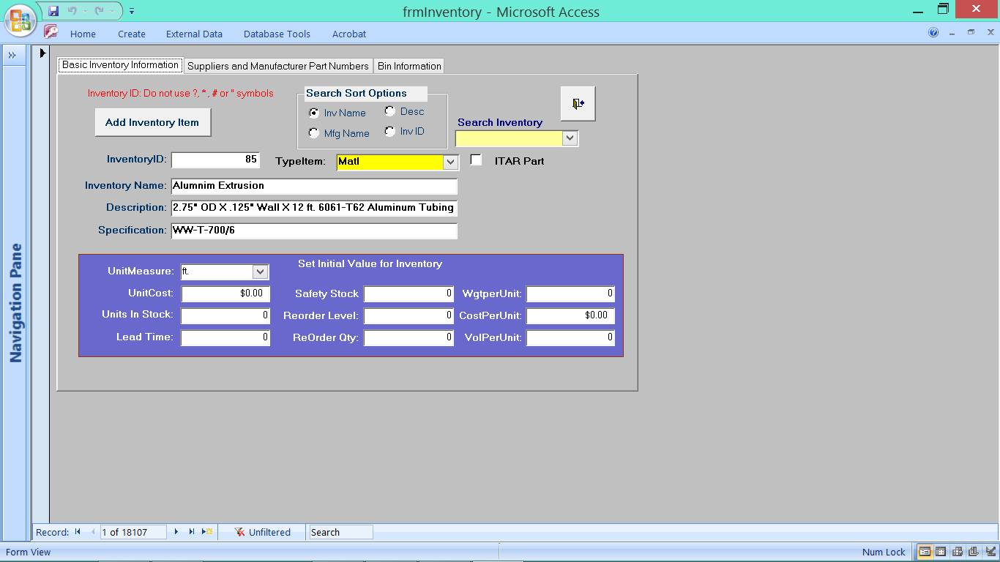 frmInventory - Microsoft Access
Home Create External Data Database Tools Acrobat
Navigation Pane
Basic Inventory Information Suppliers and Manufacturer Part Numbers Bin Information
Inventory ID: Do not use ?, *, # or " symbols
Add Inventory Item
Search Sort Options
Inv Name Desc
Mfg Name Inv ID
Search Inventory
InventoryID: 85 TypeItem: Matl ITAR Part
Inventory Name: Alumnim Extrusion
Description: 2.75" OD X .125" Wall X 12 ft. 6061-T62 Aluminum Tubing
Specification: WW-T-700/6
Set Initial Value for Inventory
UnitMeasure: ft.
UnitCost: $0.00 Safety Stock 0 WgtperUnit: 0
Units In Stock: 0 Reorder Level: 0 CostPerUnit: $0.00
Lead Time: 0 ReOrder Qty: 0 VolPerUnit: 0
Record: 1 of 18107 Unfiltered Search
Form View Num Lock